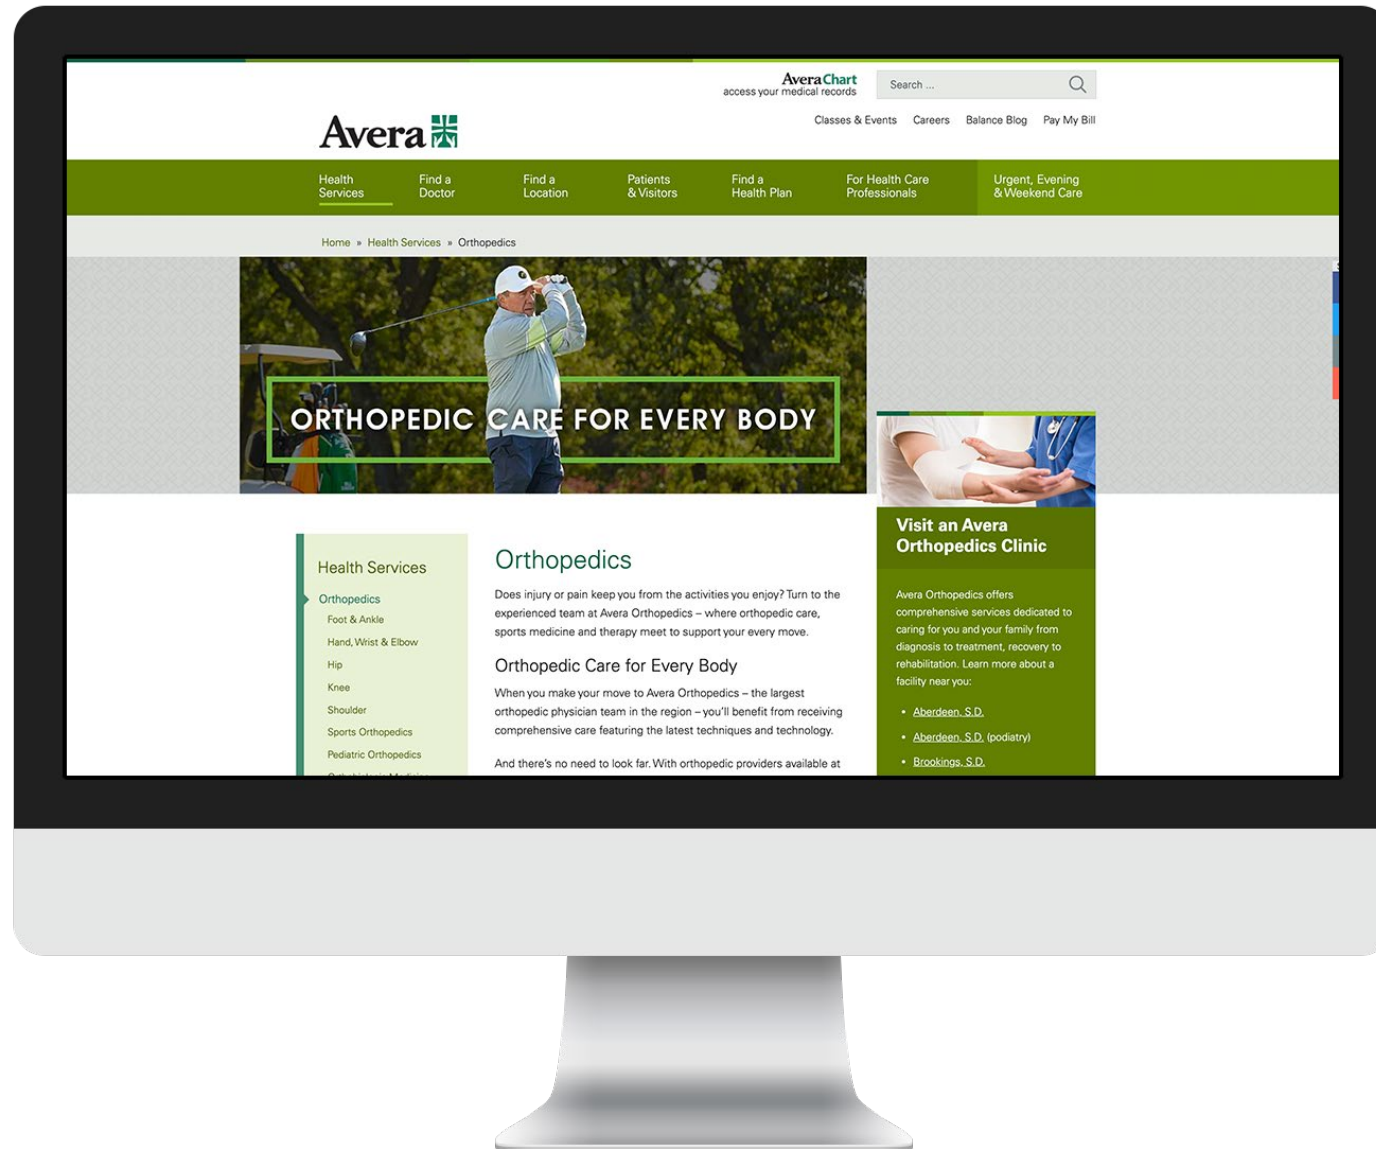 AveraChart
access your medical records
Search ...
Classes & Events Careers Balance Blog Pay My Bill
Avera
Health
Services
Find a
Doctor
Find a
Location
Patients
& Visitors
Find a
Health Plan
For Health Care
Professionals
Urgent, Evening
& Weekend Care
Home » Health Services » Orthopedics
ORTHOPEDIC CARE FOR EVERY BODY
Health Services
Orthopedics
Foot & Ankle
Hand, Wrist & Elbow
Hip
Knee
Shoulder
Sports Orthopedics
Pediatric Orthopedics
Orthopedics
Does injury or pain keep you from the activities you enjoy? Turn to the
experienced team at Avera Orthopedics – where orthopedic care,
sports medicine and therapy meet to support your every move.
Orthopedic Care for Every Body
When you make your move to Avera Orthopedics – the largest
orthopedic physician team in the region – you'll benefit from receiving
comprehensive care featuring the latest techniques and technology.
And there's no need to look far. With orthopedic providers available at
Visit an Avera
Orthopedics Clinic
Avera Orthopedics offers
comprehensive services dedicated to
caring for you and your family from
diagnosis to treatment, recovery to
rehabilitation. Learn more about a
facility near you:
• Aberdeen, S.D.
• Aberdeen, S.D. (podiatry)
• Brookings, S.D.